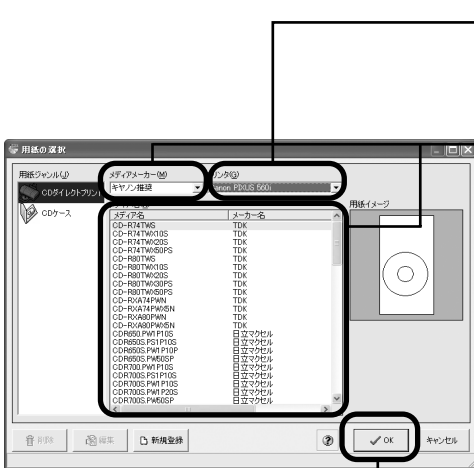 用紙の選択
用紙ジャンル(J)
メディアメーカー(M)
プリンタ(G)
CDダイレクトプリント
キヤノン推奨
Canon PIXUS 560i
CDケース
用紙イメージ
メディア名
メーカー名
CD-R74TWS TDK
CD-R74TWX10S TDK
CD-R74TWX20S TDK
CD-R74TWX50PS TDK
CD-R80TWS TDK
CD-R80TWX10S TDK
CD-R80TWX20S TDK
CD-R80TWX30PS TDK
CD-R80TWX50PS TDK
CD-RXA74PWN TDK
CD-RXA74PWX5N TDK
CD-RXA80PWN TDK
CD-RXA80PWX5N TDK
CDR650.PW1P10S 日立マクセル
CDR650S.PS1P10S 日立マクセル
CDR650S.PW1P10P 日立マクセル
CDR650S.PW50SP 日立マクセル
CDR700.PW1P10S 日立マクセル
CDR700S.PS1P10S 日立マクセル
CDR700S.PW1P10S 日立マクセル
CDR700S.PW1P20S 日立マクセル
CDR700S.PW50SP 日立マクセル
削除
編集
新規登録
OK
キャンセル